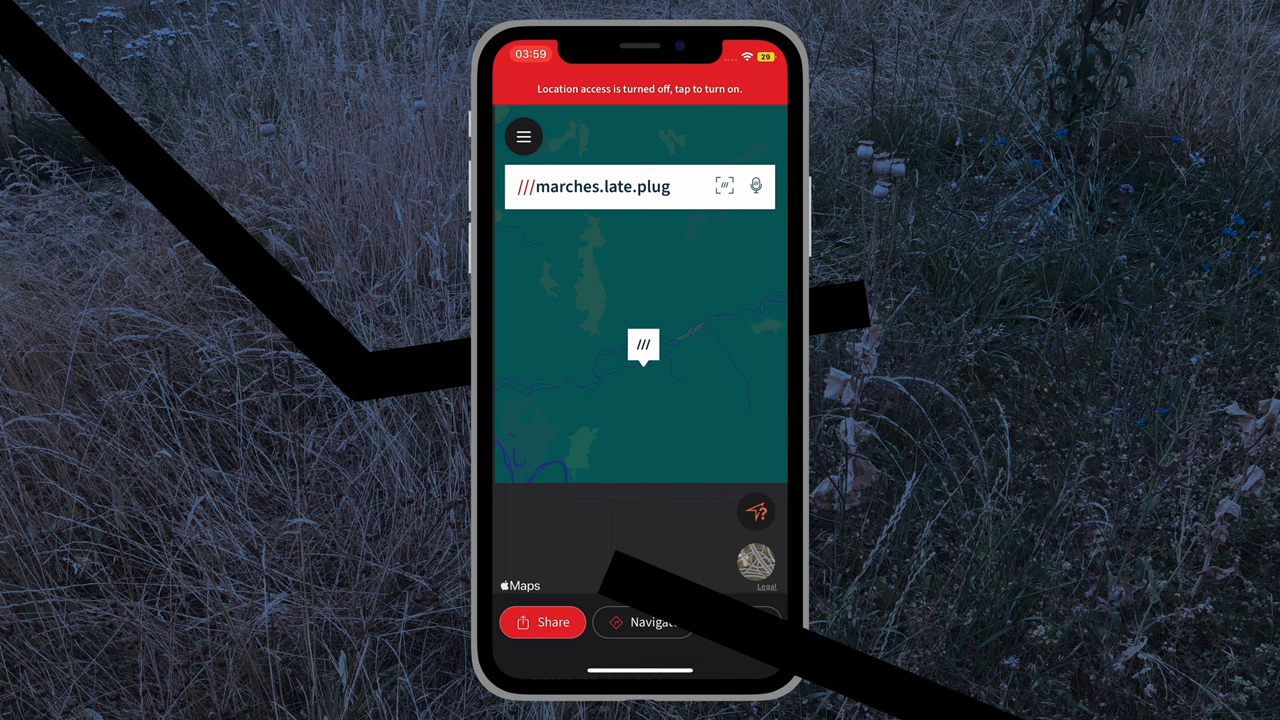 03:59
29
Location access is turned off, tap to turn on.
///marches.late.plug
///
Maps
Legal
Share